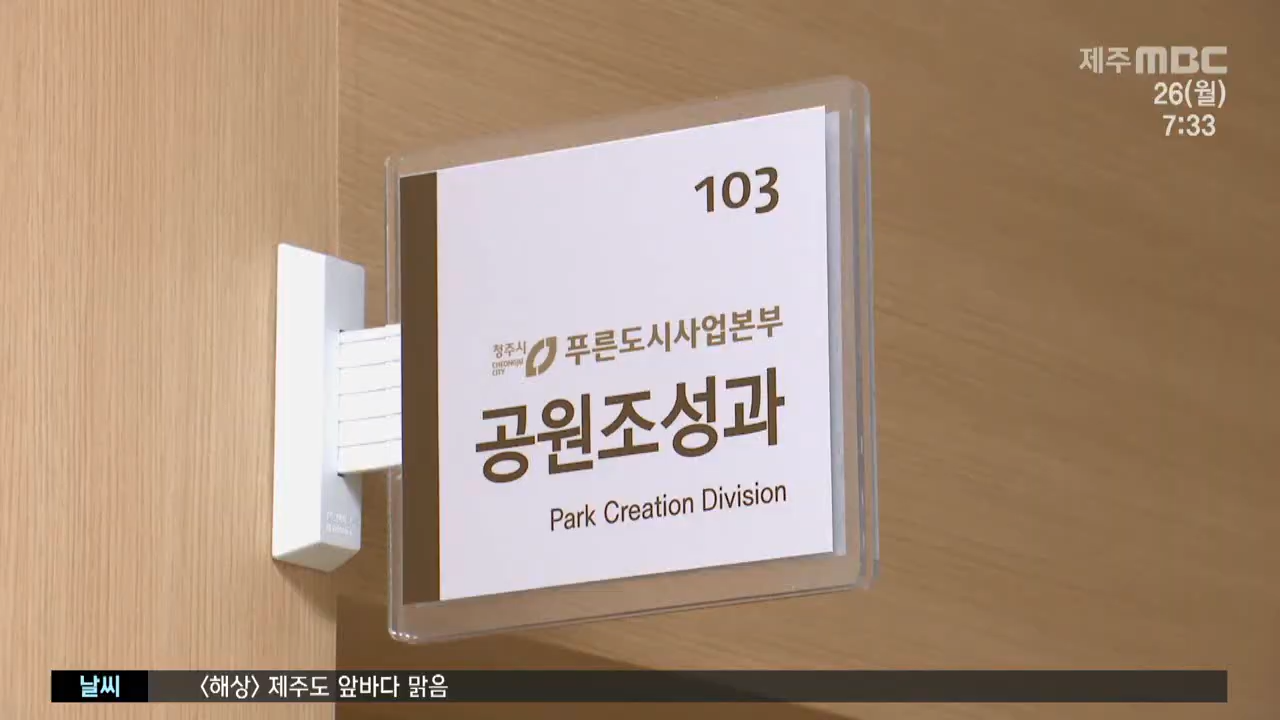 제주MBC
26(월)
7:33
103
청주시
CHEONGJU
CITY
푸른도시사업본부
공원조성과
Park Creation Division
날씨 〈해상〉 제주도 앞바다 맑음